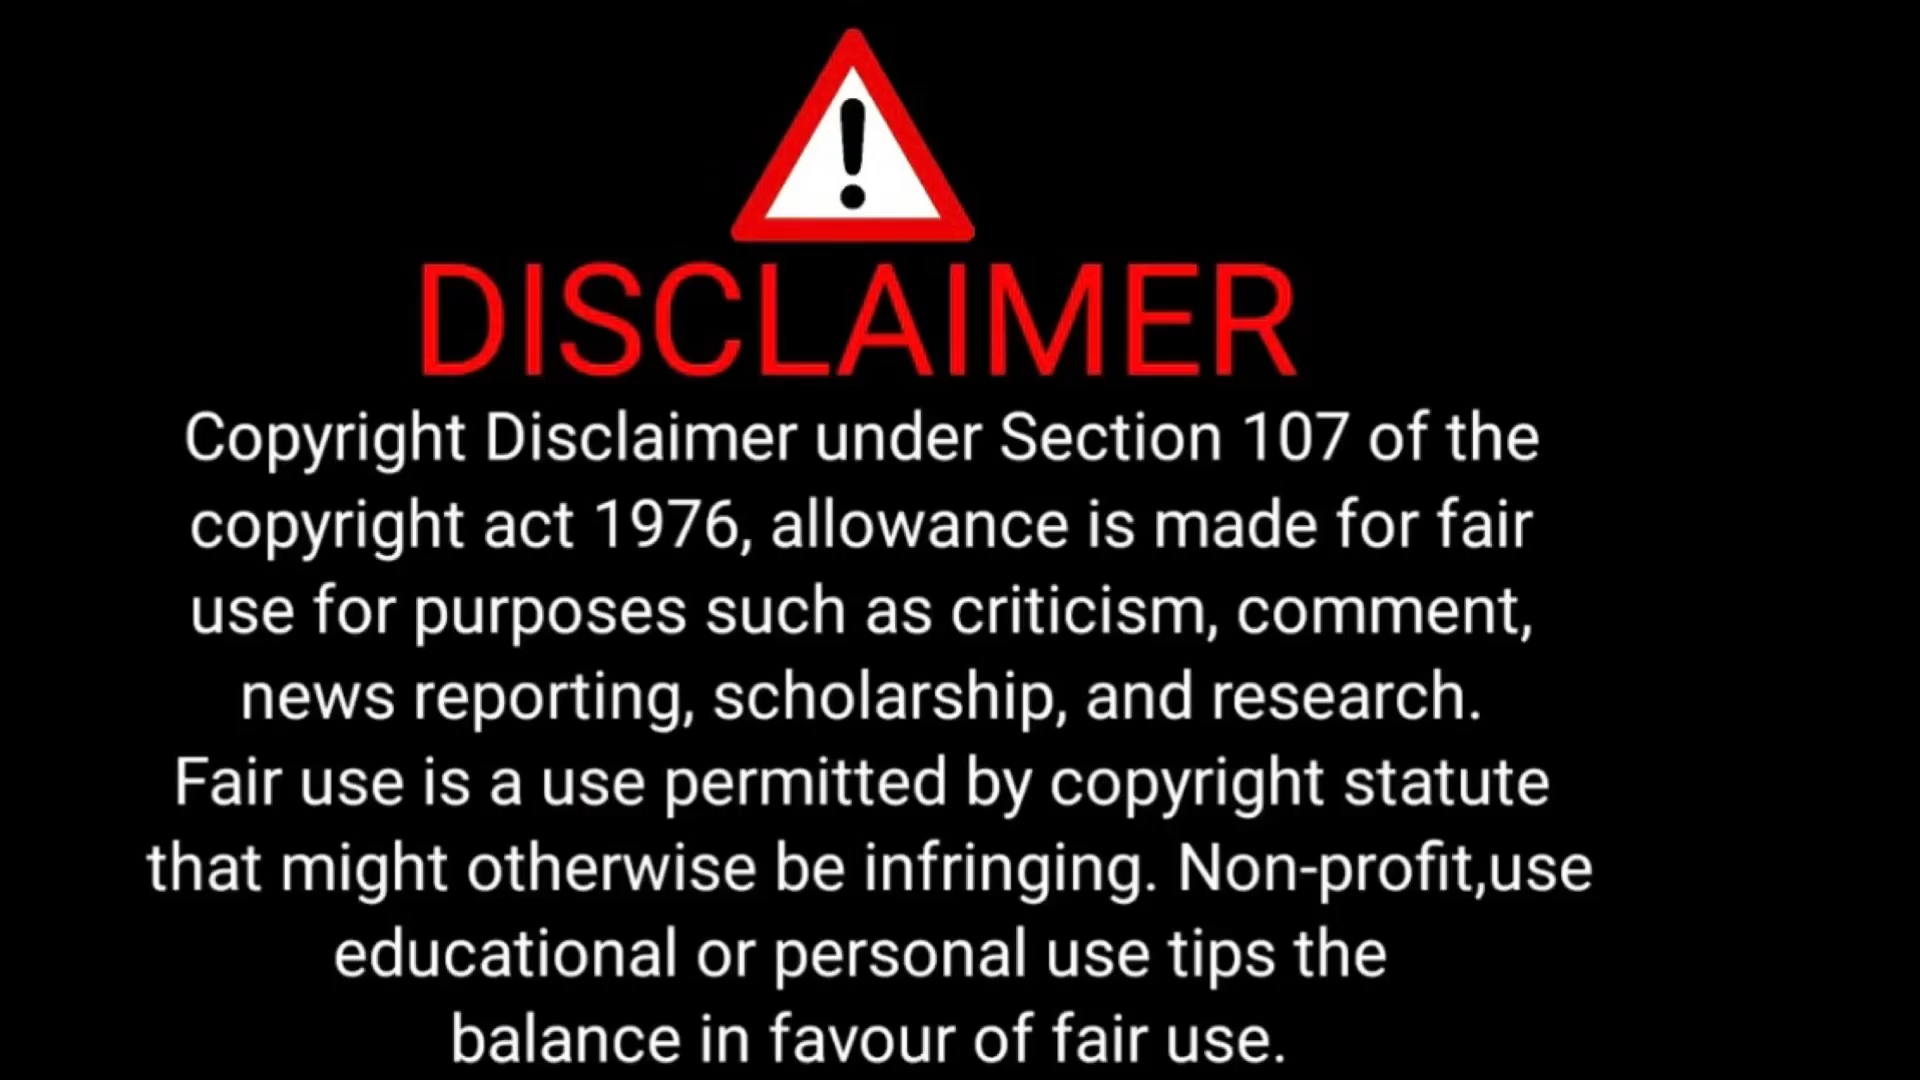 DISCLAIMER
Copyright Disclaimer under Section 107 of the
copyright act 1976, allowance is made for fair
use for purposes such as criticism, comment,
news reporting, scholarship, and research.
Fair use is a use permitted by copyright statute
that might otherwise be infringing. Non-profit,use
educational or personal use tips the
balance in favour of fair use.